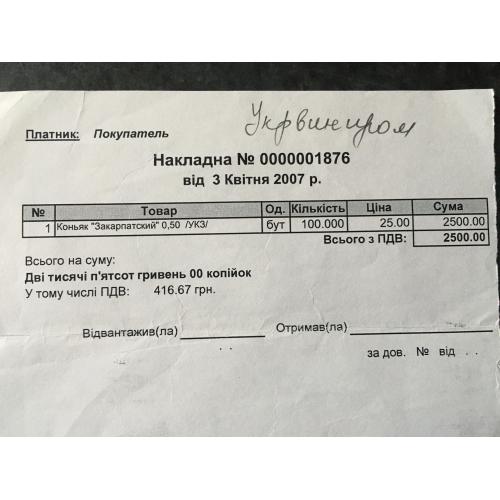 Укрвинпром
Платник: Покупатель
Накладна № 0000001876
від 3 Квітня 2007 р.
№ Товар Од. Кількість Ціна Сума
1 Коньяк "Закарпатский" 0,50 /УКЗ/ бут 100.000 25.00 2500.00
Всього з ПДВ: 2500.00
Всього на суму:
Дві тисячі п'ятсот гривень 00 копійок
У тому числі ПДВ: 416.67 грн.
Відвантажив(ла) Отримав(ла)
за дов. № від . .